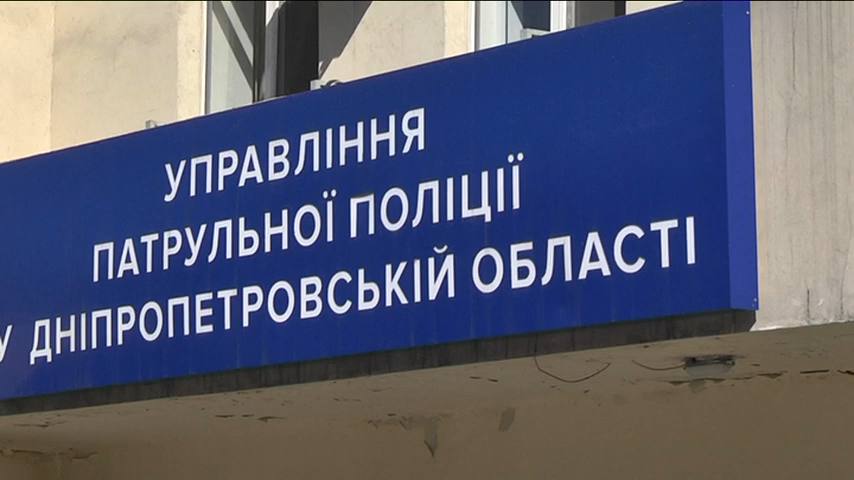 УПРАВЛІННЯ
ПАТРУЛЬНОЇ ПОЛІЦІЇ
У ДНІПРОПЕТРОВСЬКІЙ ОБЛАСТІ